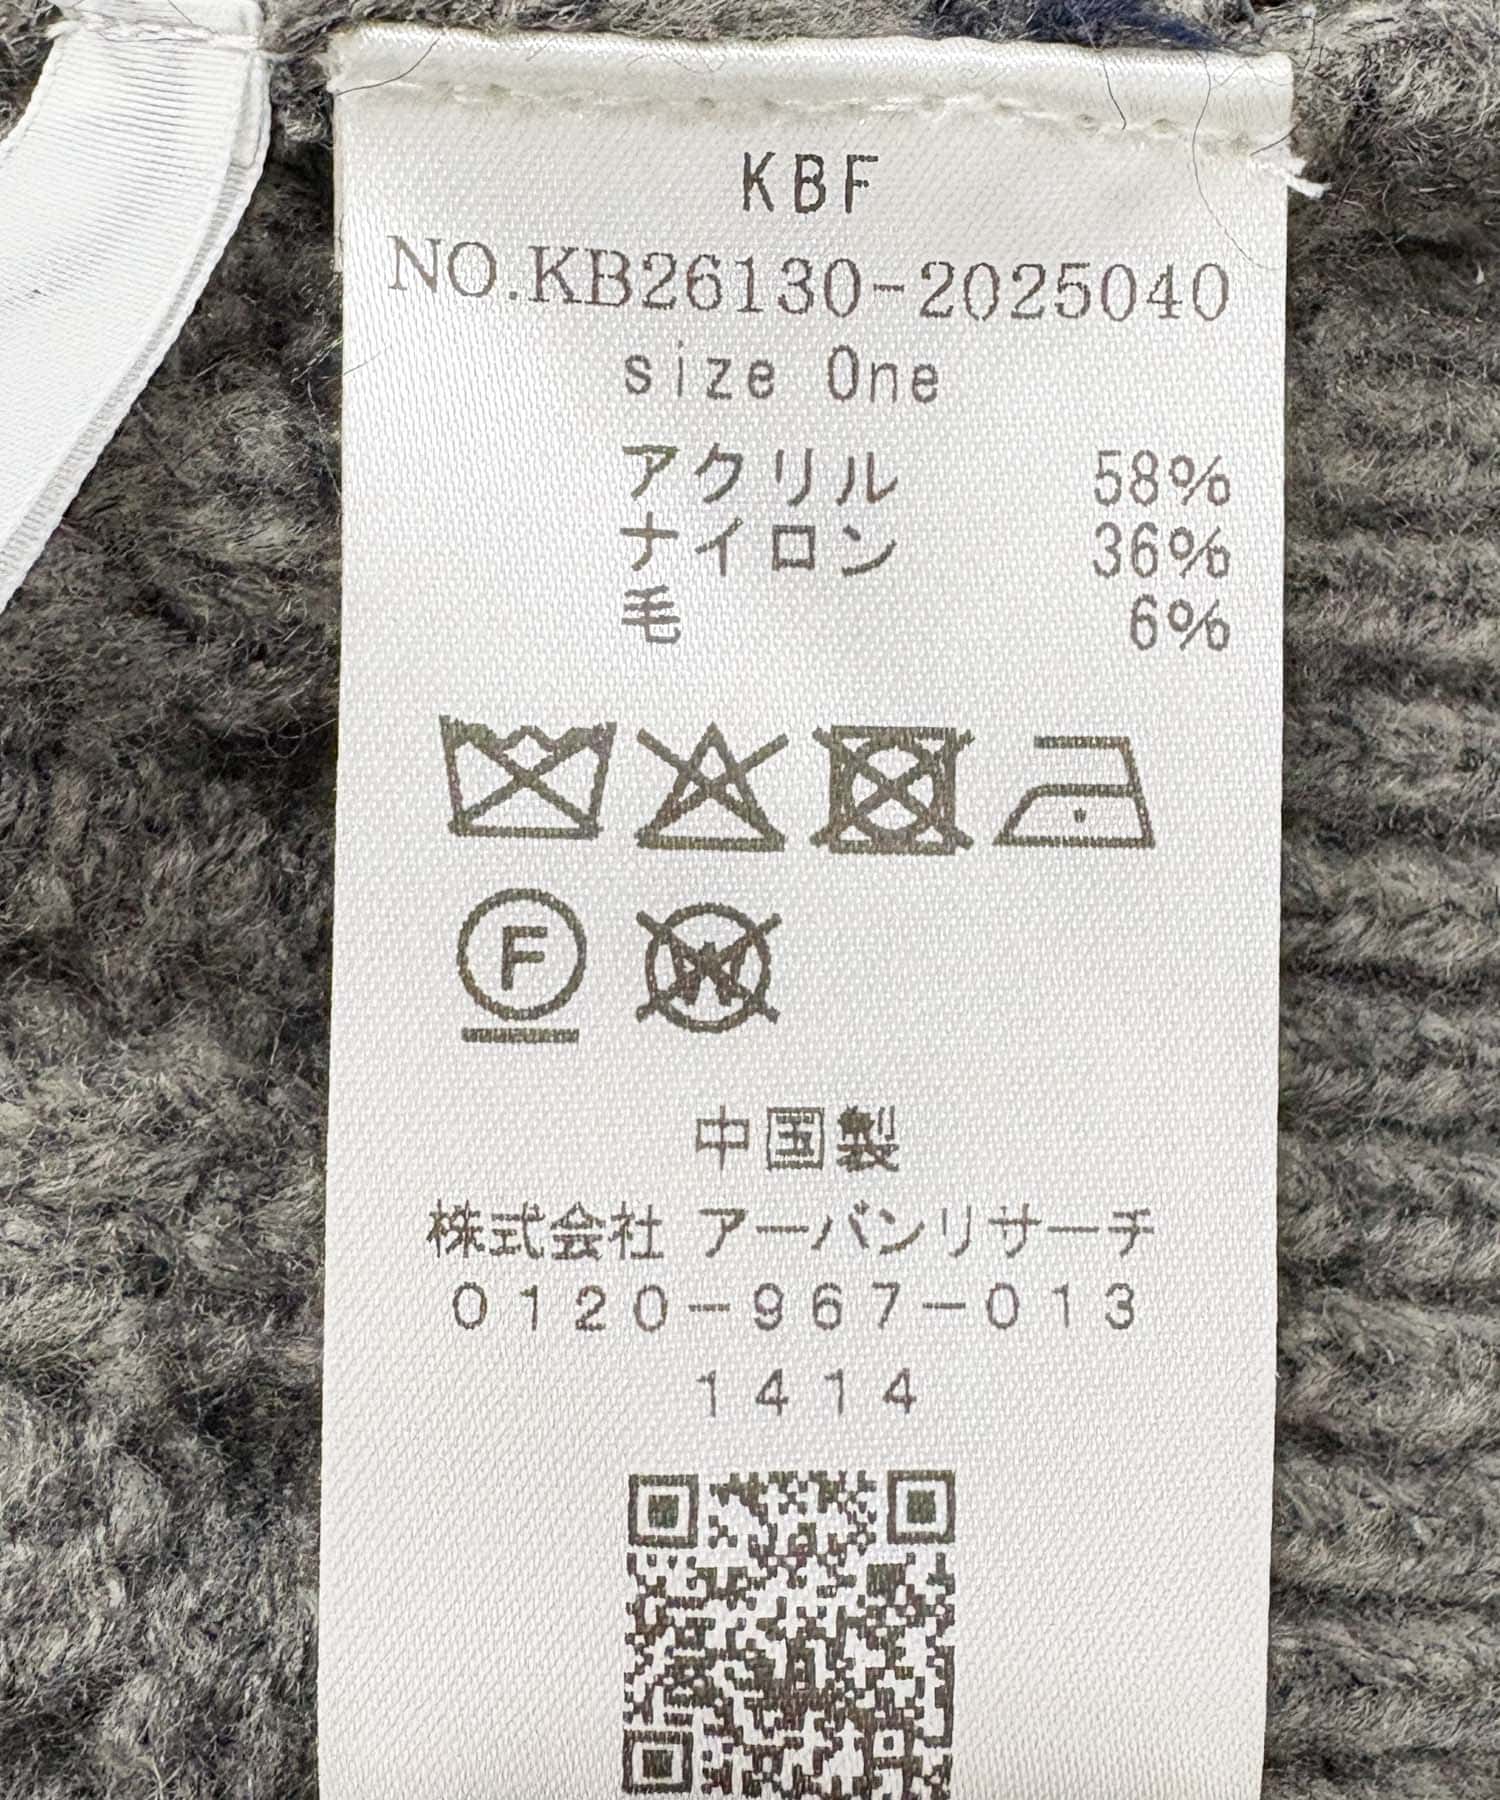 KBF
NO.KB26130-2025040
size One
アクリル 58%
ナイロン 36%
毛 6%
F
W
中国製
株式会社 アーバンリサーチ
0120-967-013
1414